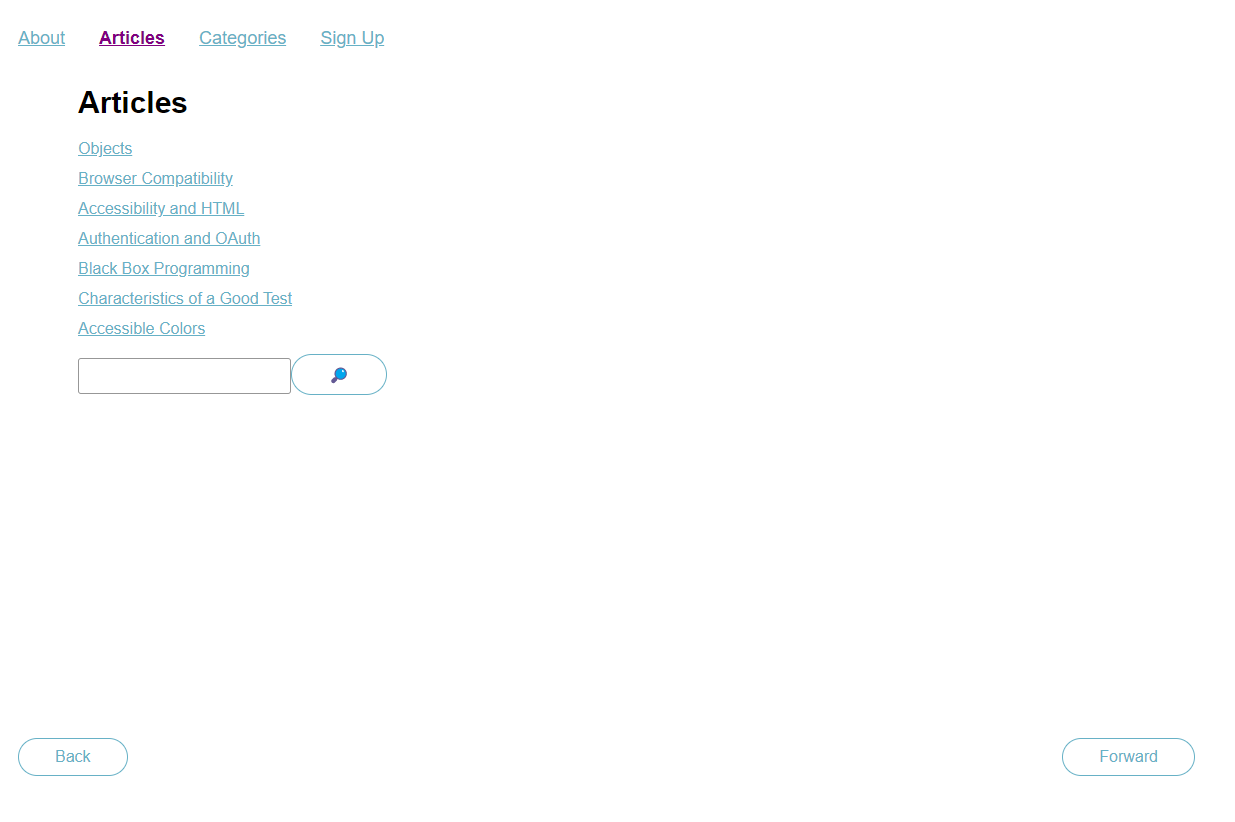 About Articles Categories Sign Up
Articles
Objects
Browser Compatibility
Accessibility and HTML
Authentication and OAuth
Black Box Programming
Characteristics of a Good Test
Accessible Colors
Back Forward